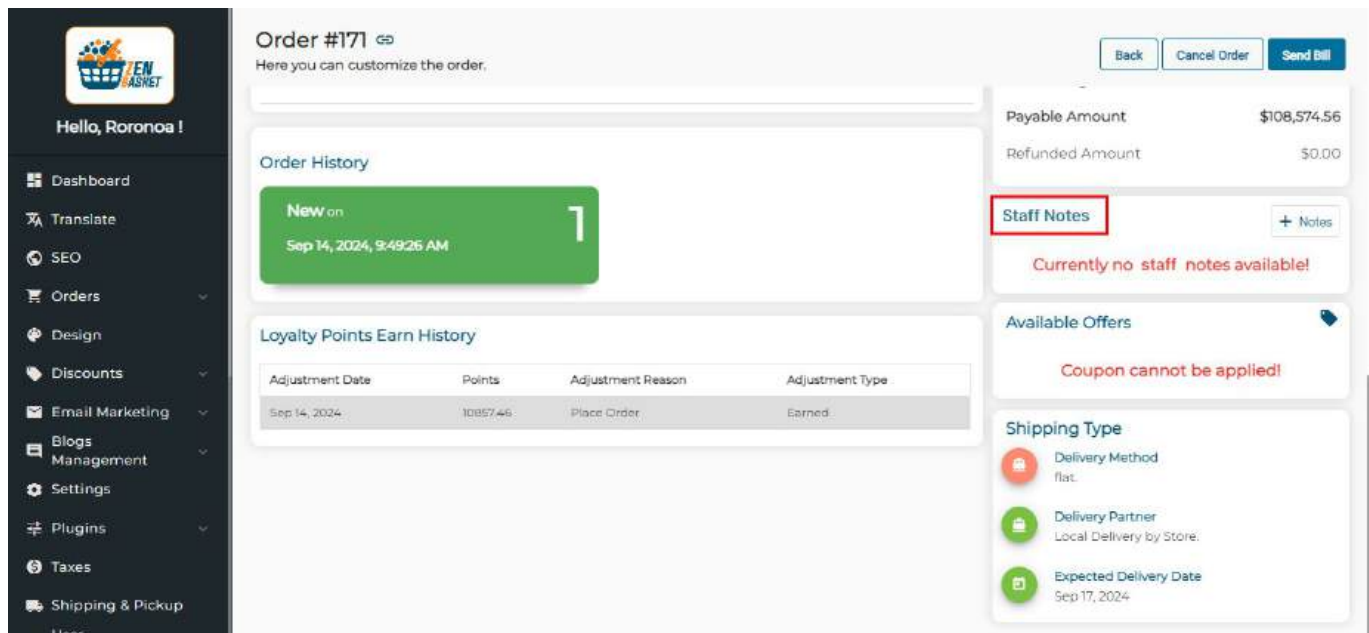 ZEN
BASKET
Hello, Roronoa !
Dashboard
Translate
SEO
Orders
Design
Discounts
Email Marketing
Blogs
Management
Settings
Plugins
Taxes
Shipping & Pickup
Order #171
Here you can customize the order.
Back
Cancel Order
Send Bill
Order History
New on
Sep 14, 2024, 9:49:26 AM
1
Loyalty Points Earn History
Adjustment Date Points Adjustment Reason Adjustment Type
Sep 14, 2024 10857.46 Place Order Earned
Payable Amount $108,574.56
Refunded Amount $0.00
Staff Notes
+ Notes
Currently no staff notes available!
Available Offers
Coupon cannot be applied!
Shipping Type
Delivery Method
flat.
Delivery Partner
Local Delivery by Store.
Expected Delivery Date
Sep 17, 2024